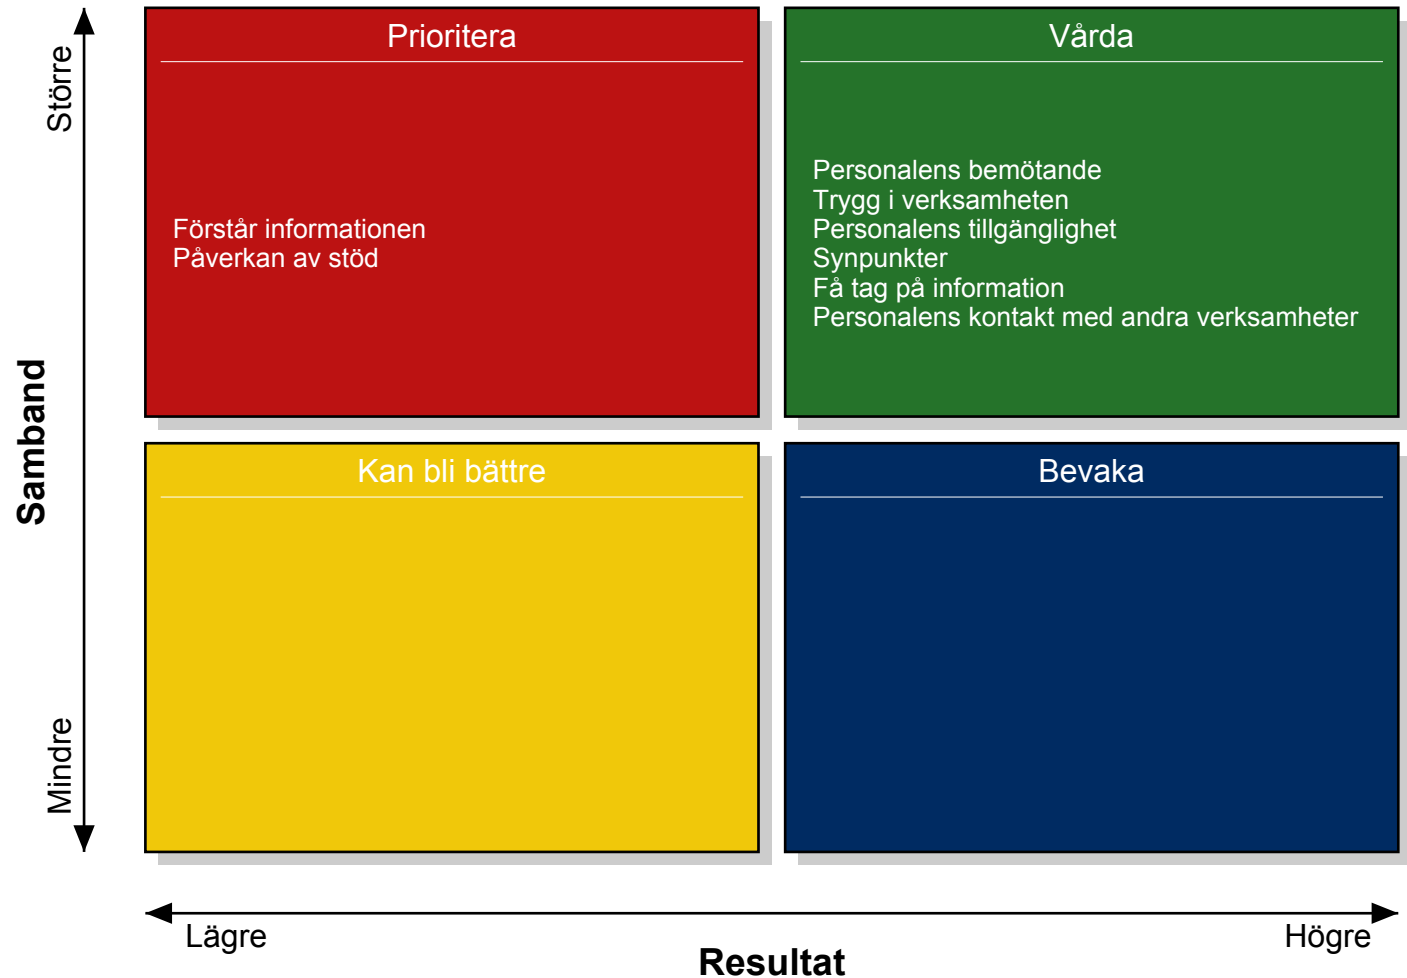 Större
Samband
Mindre
Prioritera
Förstår informationen
Påverkan av stöd
Vårda
Personalens bemötande
Trygg i verksamheten
Personalens tillgänglighet
Synpunkter
Få tag på information
Personalens kontakt med andra verksamheter
Kan bli bättre
Bevaka
Lägre
Högre
Resultat